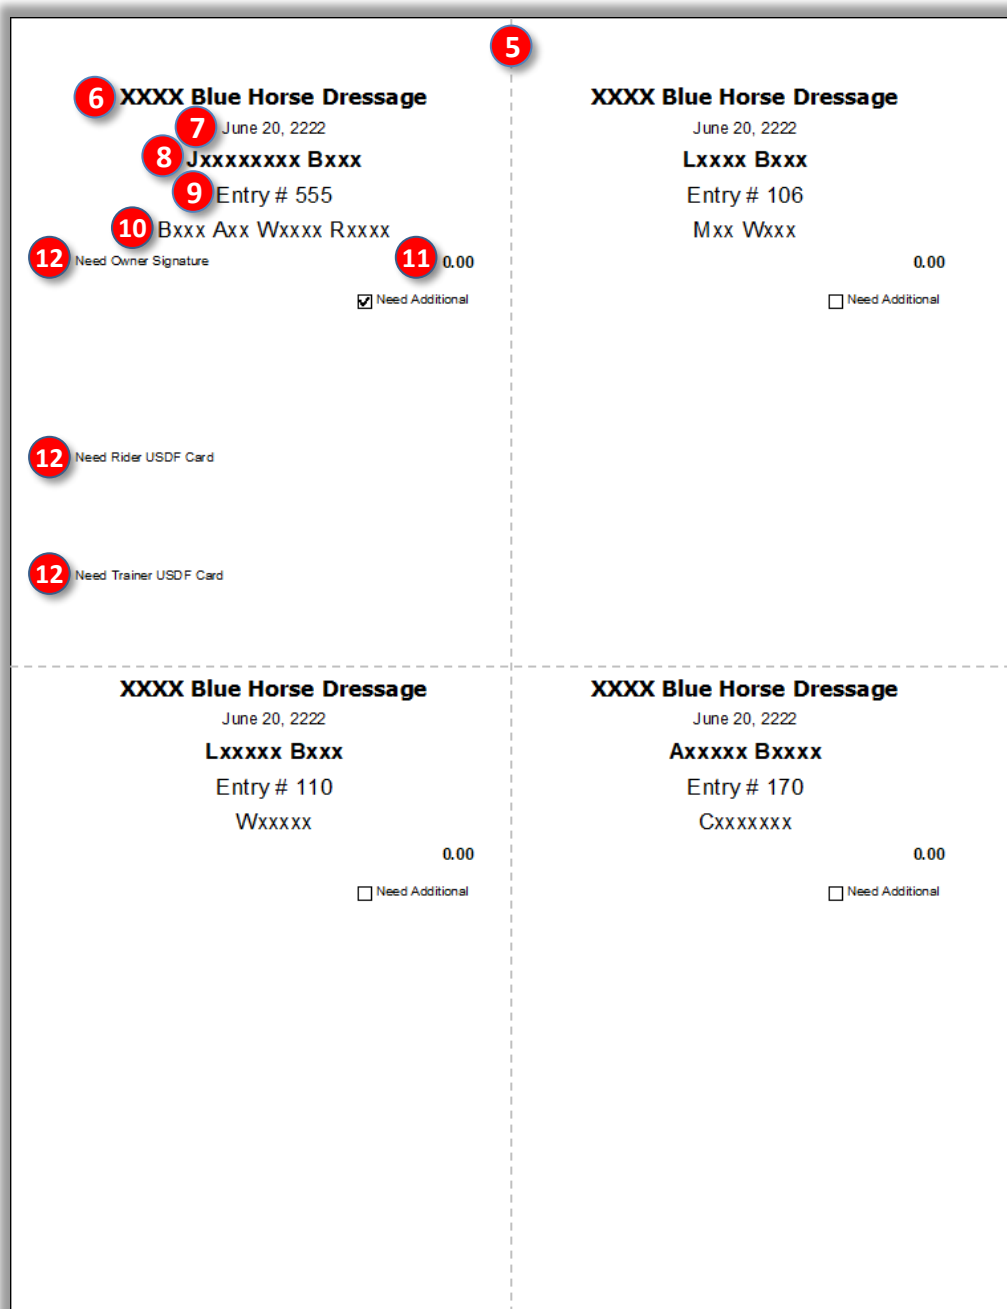 5
6 XXXX Blue Horse Dressage
7 June 20, 2222
8 Jxxxxxxxx Bxxx
9 Entry # 555
10 Bxxx Axx Wxxxx Rxxxx
12 Need Owner Signature 11 0.00
Need Additional
12 Need Rider USDF Card
12 Need Trainer USDF Card
XXXX Blue Horse Dressage
June 20, 2222
Lxxxx Bxxx
Entry # 106
Mxx Wxxx
0.00
Need Additional
XXXX Blue Horse Dressage
June 20, 2222
Lxxxxx Bxxx
Entry # 110
Wxxxxx
0.00
Need Additional
XXXX Blue Horse Dressage
June 20, 2222
Axxxxx Bxxxx
Entry # 170
Cxxxxxxx
0.00
Need Additional